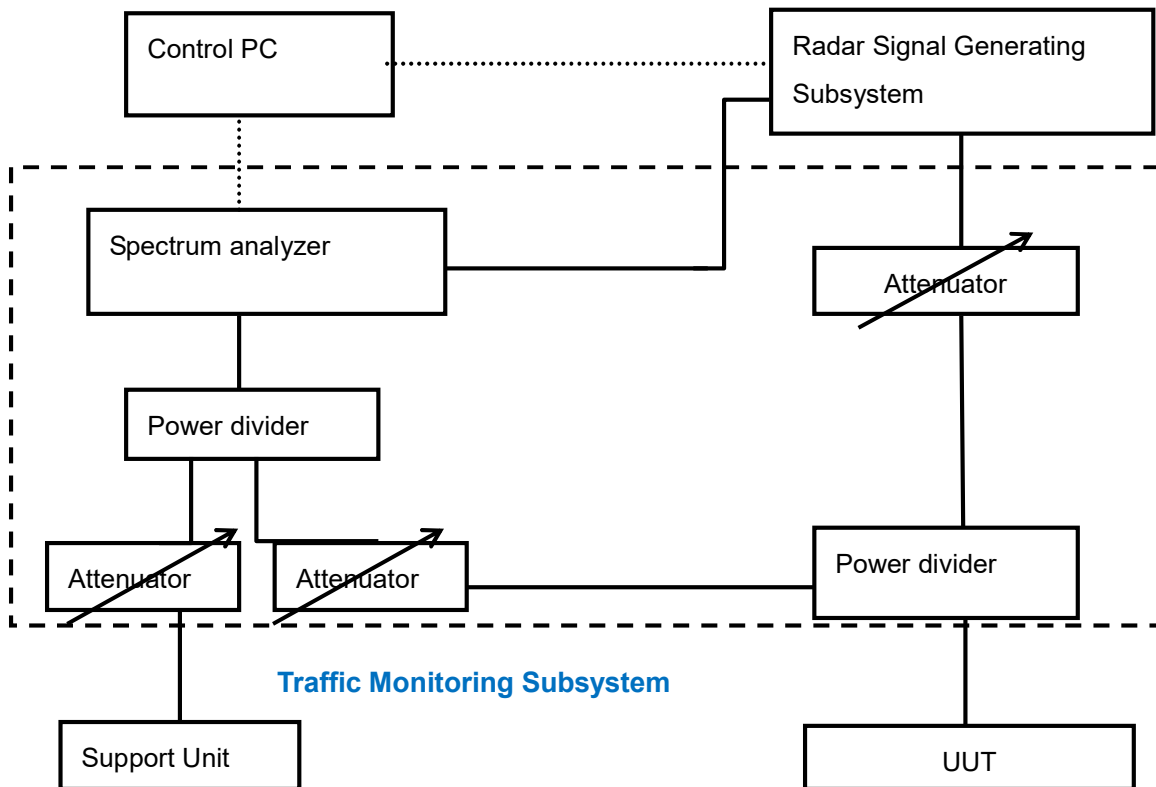 Control PC
Radar Signal Generating
Subsystem
Spectrum analyzer
Attenuator
Power divider
Attenuator
Attenuator
Power divider
Traffic Monitoring Subsystem
Support Unit
UUT